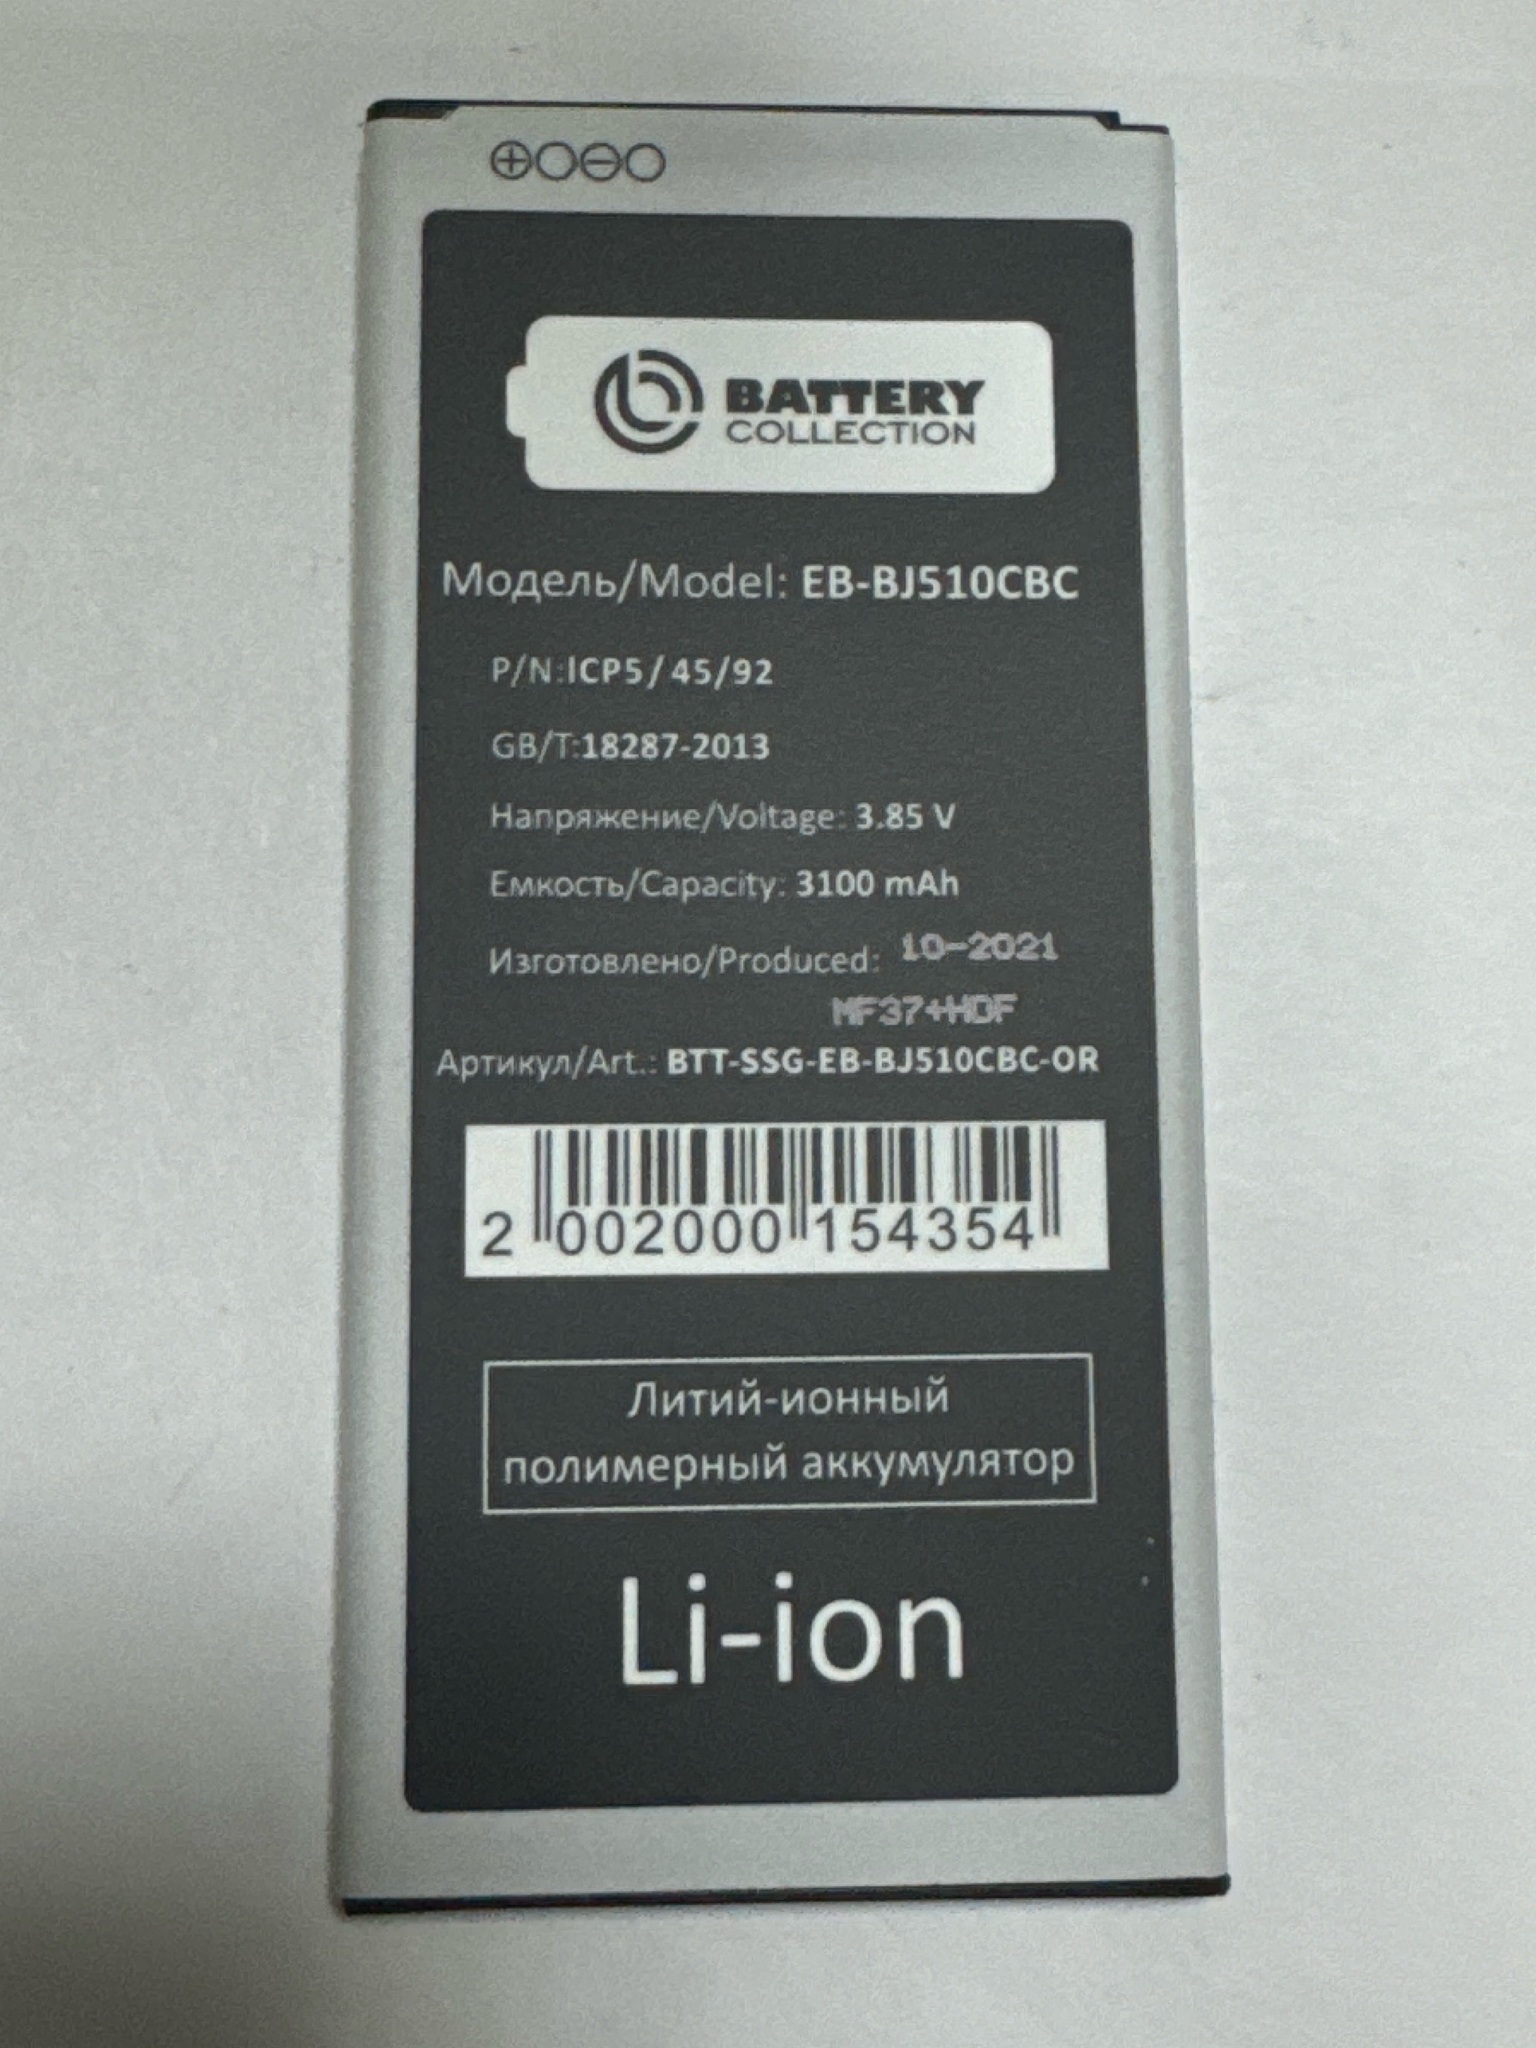 BATTERY
COLLECTION
Модель/Model: EB-BJ510CBC
P/N:ICP5/45/92
GB/T:18287-2013
Напряжение/Voltage: 3.85 V
Емкость/Capacity: 3100 mAh
Изготовлено/Produced: 10-2021
MF37+HDF
Артикул/Art.: BTT-SSG-EB-BJ510CBC-OR
2 002000 154354
Литий-ионный
полимерный аккумулятор
Li-ion